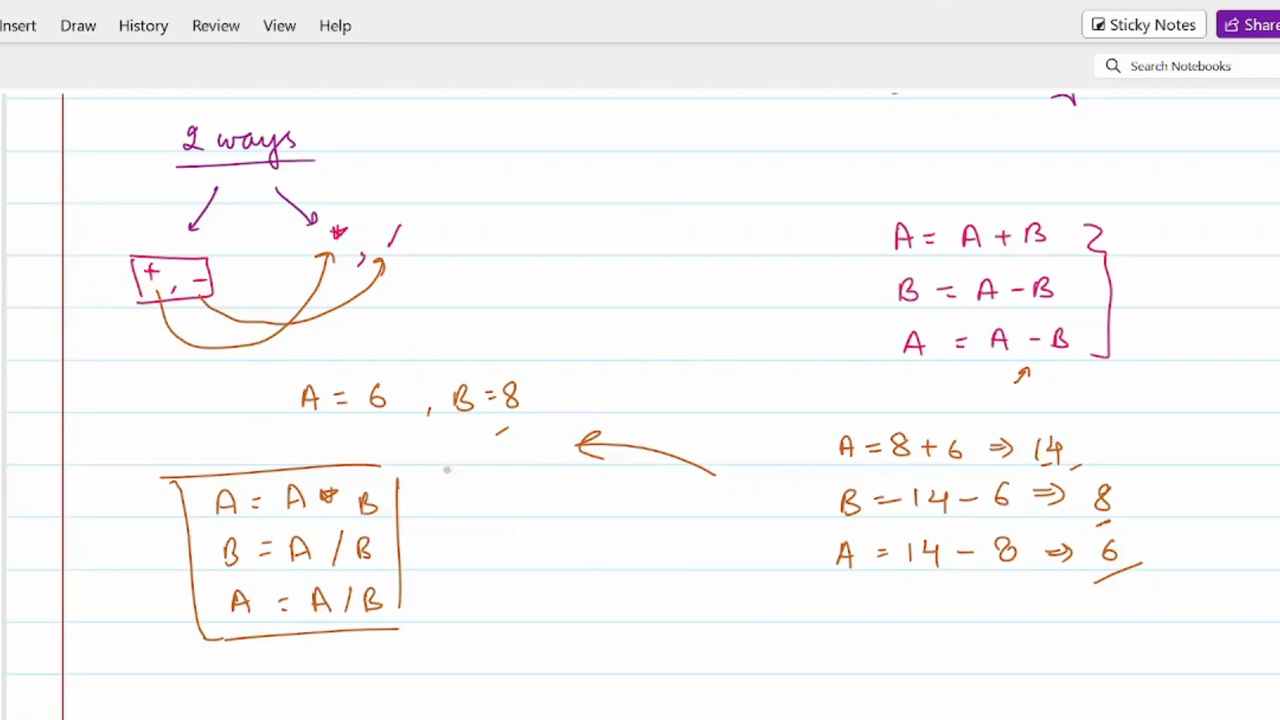 Insert Draw History Review View Help
Sticky Notes Share
Search Notebooks
2 ways
+ , -
* , /
A = 6 , B = 8
A = A * B
B = A / B
A = A / B
A = A + B
B = A - B
A = A - B
A = 8 + 6 ⇒ 14
B = 14 - 6 ⇒ 8
A = 14 - 8 ⇒ 6